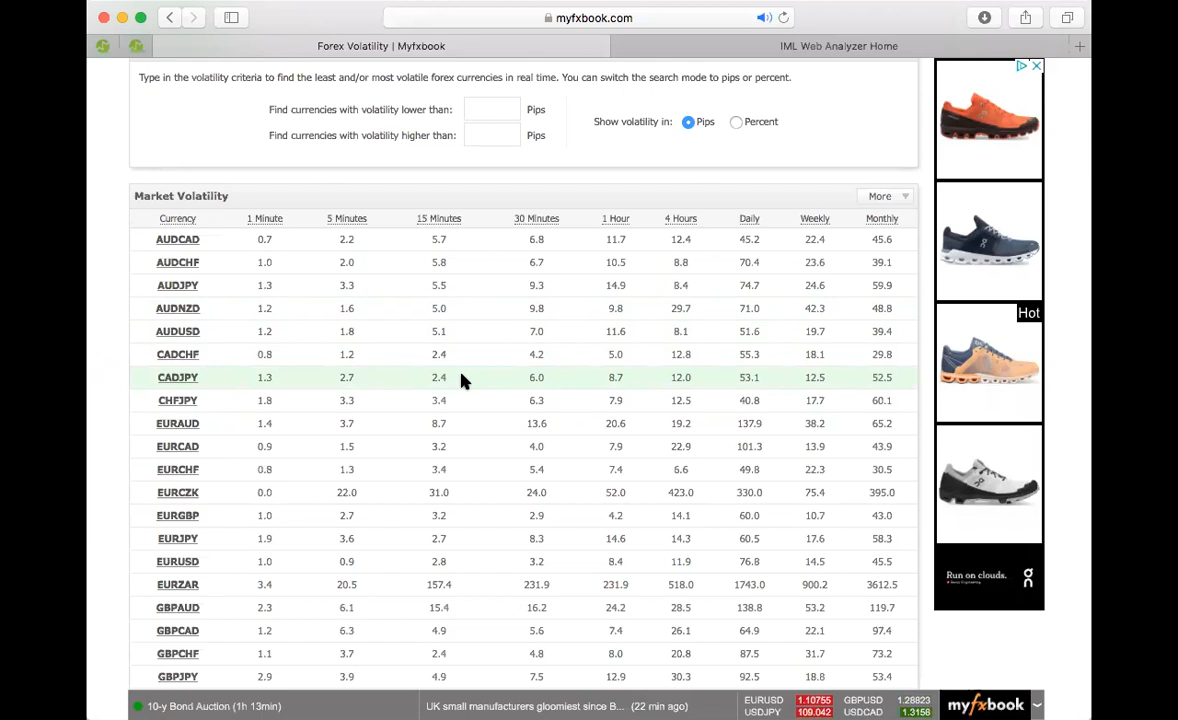 myfxbook.com
Forex Volatility | Myfxbook
IML Web Analyzer Home
Type in the volatility criteria to find the least and/or most volatile forex currencies in real time. You can switch the search mode to pips or percent.
Find currencies with volatility lower than: Pips
Show volatility in: Pips Percent
Find currencies with volatility higher than: Pips
Market Volatility More
Currency 1 Minute 5 Minutes 15 Minutes 30 Minutes 1 Hour 4 Hours Daily Weekly Monthly
AUDCAD 0.7 2.2 5.7 6.8 11.7 12.4 45.2 22.4 45.6
AUDCHF 1.0 2.0 5.8 6.7 10.5 8.8 70.4 23.6 39.1
AUDJPY 1.3 3.3 5.5 9.3 14.9 8.4 74.7 24.6 59.9
AUDNZD 1.2 1.6 5.0 9.8 9.8 29.7 71.0 42.3 48.8
AUDUSD 1.2 1.8 5.1 7.0 11.6 8.1 51.6 19.7 39.4
CADCHF 0.8 1.2 2.4 4.2 5.0 12.8 55.3 18.1 29.8
CADJPY 1.3 2.7 2.4 6.0 8.7 12.0 53.1 12.5 52.5
CHFJPY 1.8 3.3 3.4 6.3 7.9 12.5 40.8 17.7 60.1
EURAUD 1.4 3.7 8.7 13.6 20.6 19.2 137.9 38.2 65.2
EURCAD 0.9 1.5 3.2 4.0 7.9 22.9 101.3 13.9 43.9
EURCHF 0.8 1.3 3.4 5.4 7.4 6.6 49.8 22.3 30.5
EURCZK 0.0 22.0 31.0 24.0 52.0 423.0 330.0 75.4 395.0
EURGBP 1.0 2.7 3.2 2.9 4.2 14.1 60.0 10.7 43.0
EURJPY 1.9 3.6 2.7 8.3 14.6 14.3 60.5 17.6 58.3
EURUSD 1.0 0.9 2.8 3.2 8.4 11.9 76.8 14.5 45.5
EURZAR 3.4 20.5 157.4 231.9 231.9 518.0 1743.0 900.2 3612.5
GBPAUD 2.3 6.1 15.4 16.2 24.2 28.5 138.8 53.2 119.7
GBPCAD 1.2 6.3 4.9 5.6 7.4 26.1 64.9 22.1 97.4
GBPCHF 1.1 3.7 2.4 4.8 8.0 20.8 87.5 31.7 73.2
GBPJPY 2.9 3.9 4.9 7.5 12.9 30.3 92.5 18.8 53.4
Hot
Run on clouds.
10-y Bond Auction (1h 13min)
UK small manufacturers gloomiest since B... (22 min ago)
EURUSD 1.10755 GBPUSD 1.28823
USDJPY 109.042 USDCAD 1.3158
myfxbook